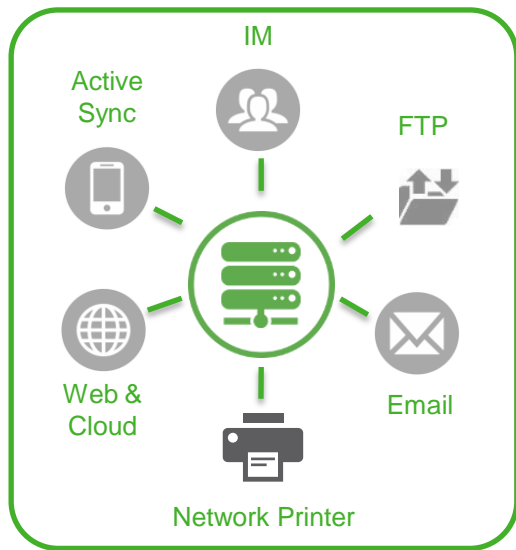 IM
Active
Sync
FTP
Web &
Cloud
Email
Network Printer